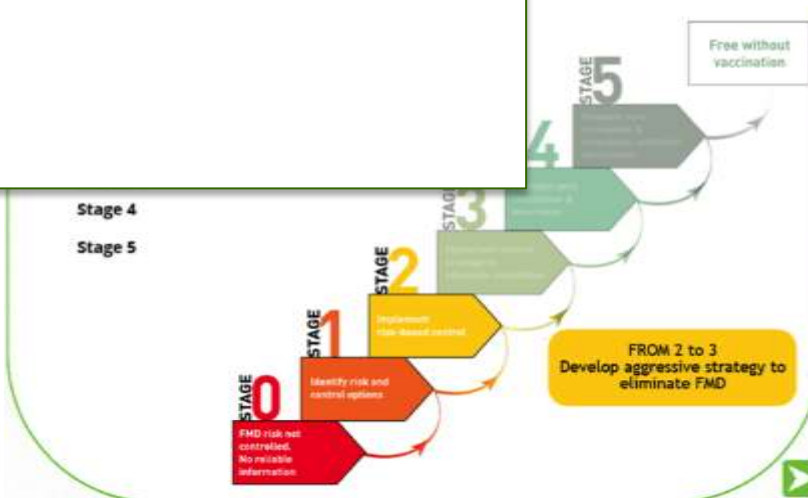 Free without
vaccination
STAGE 5
4
STAGE 3
Stage 4
Stage 5
STAGE 2
Implement
risk-based control
STAGE 1
Identify risk and
control options
STAGE 0
FMD risk not
controlled.
No reliable
information
FROM 2 to 3
Develop aggressive strategy to
eliminate FMD